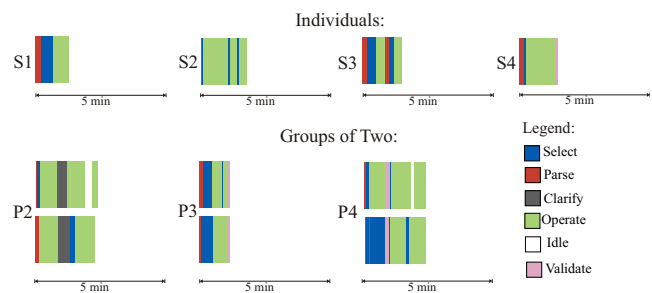 Individuals:
S1
S2
S3
S4
5 min
5 min
5 min
5 min
Groups of Two:
P2
P3
P4
5 min
5 min
5 min
Legend:
Select
Parse
Clarify
Operate
Idle
Validate